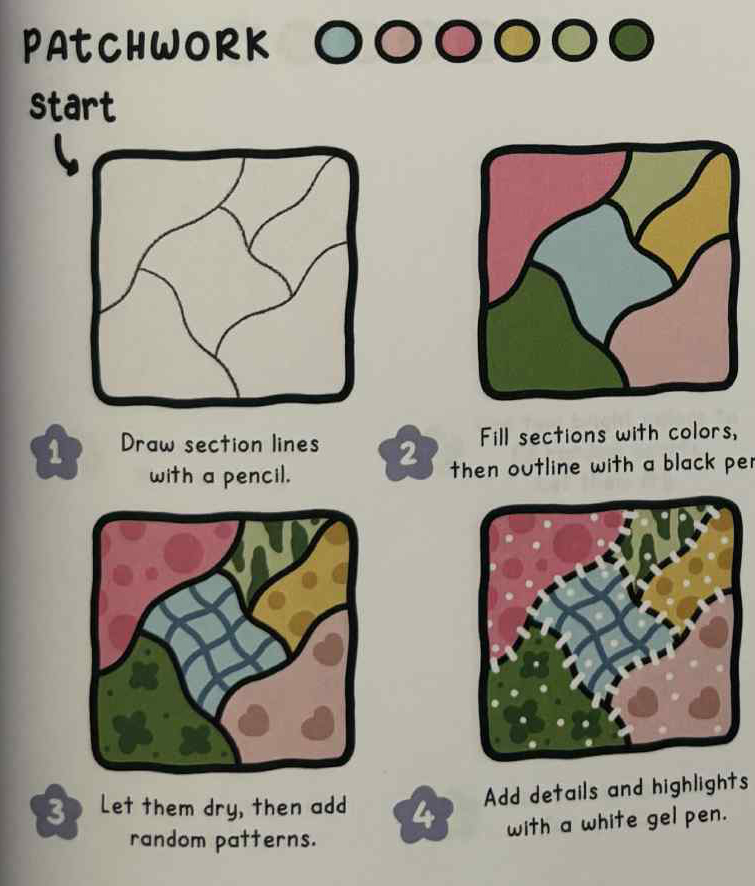 PATCHWORK
start
1
Draw section lines
with a pencil.
2
Fill sections with colors,
then outline with a black
3
Let them dry, then add
random patterns.
4
Add details and highlights
with a white gel pen.